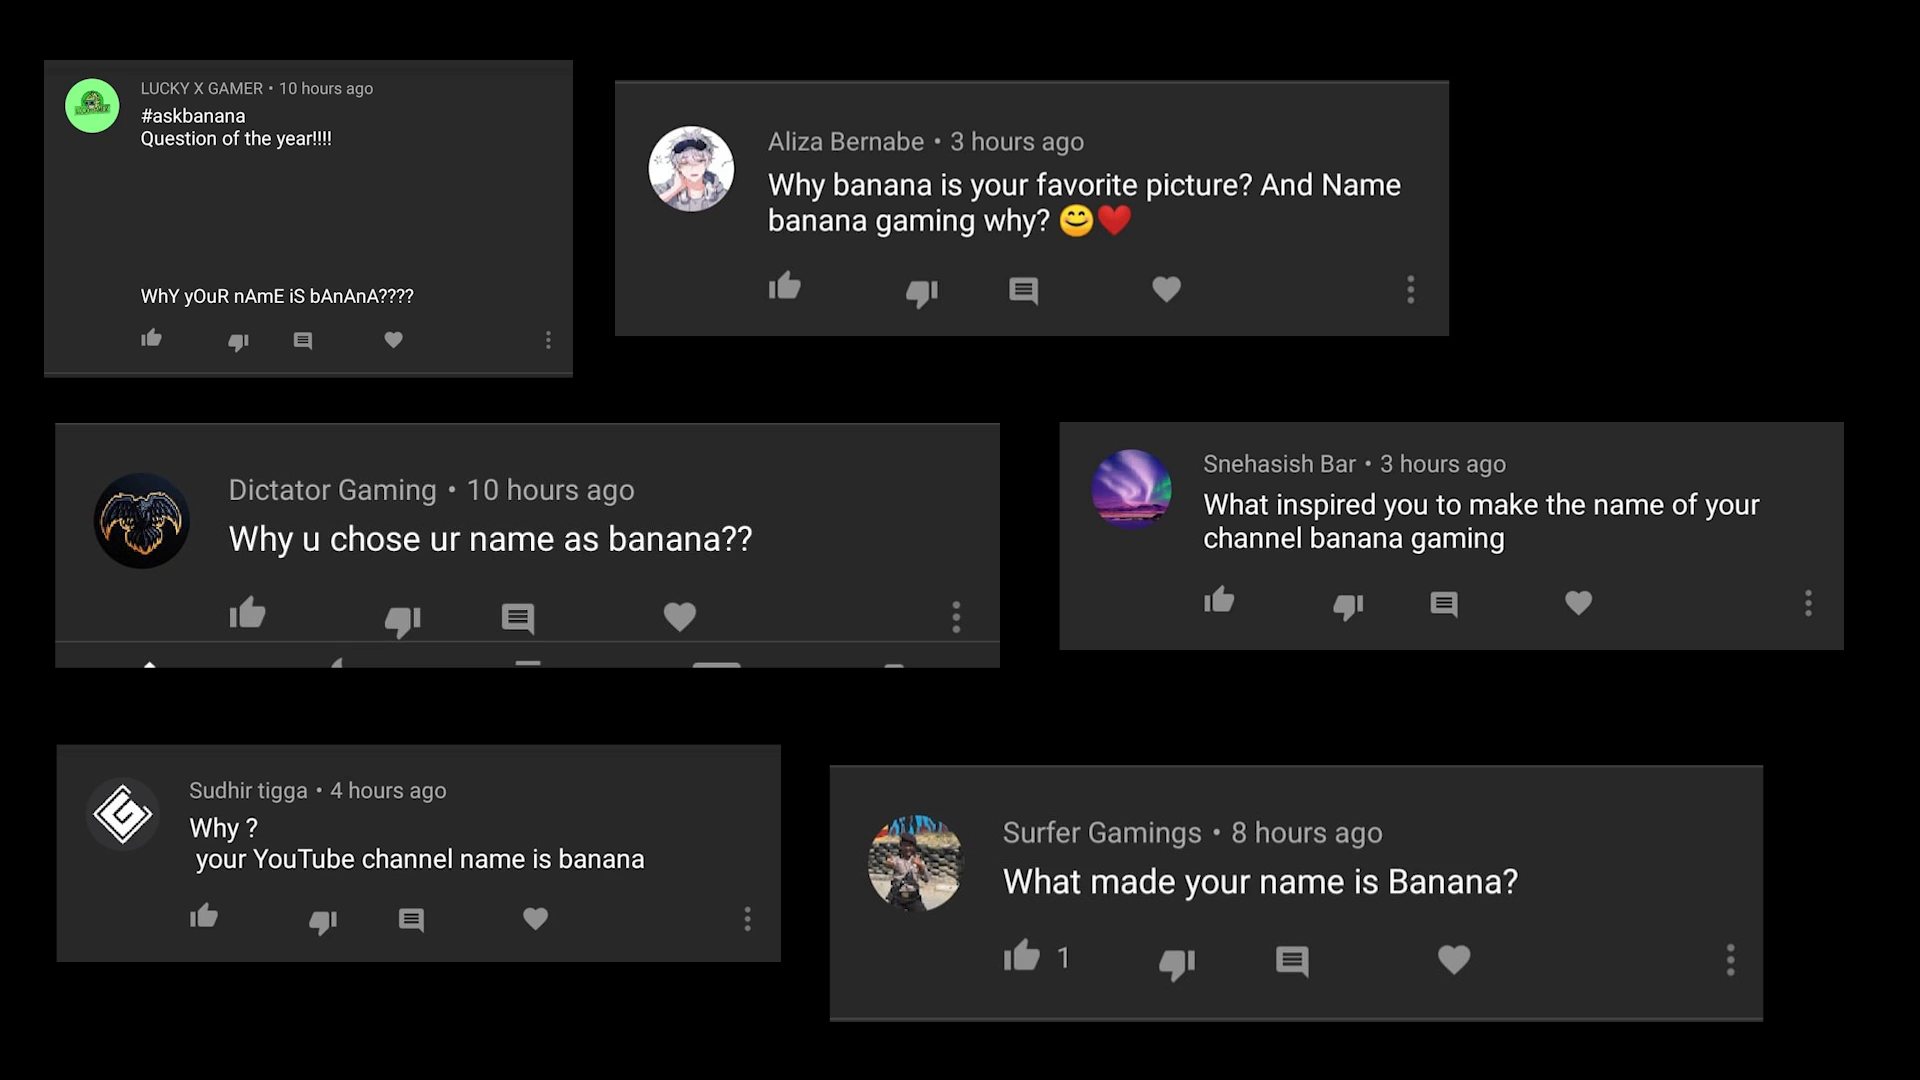 LUCKY X GAMER • 10 hours ago
#askbanana
Question of the year!!!!
WhY yOuR nAmE iS bAnAnA????
Aliza Bernabe • 3 hours ago
Why banana is your favorite picture? And Name
banana gaming why? 😊❤️
Dictator Gaming • 10 hours ago
Why u chose ur name as banana??
Snehasish Bar • 3 hours ago
What inspired you to make the name of your
channel banana gaming
Sudhir tigga • 4 hours ago
Why ?
your YouTube channel name is banana
Surfer Gamings • 8 hours ago
What made your name is Banana?
1